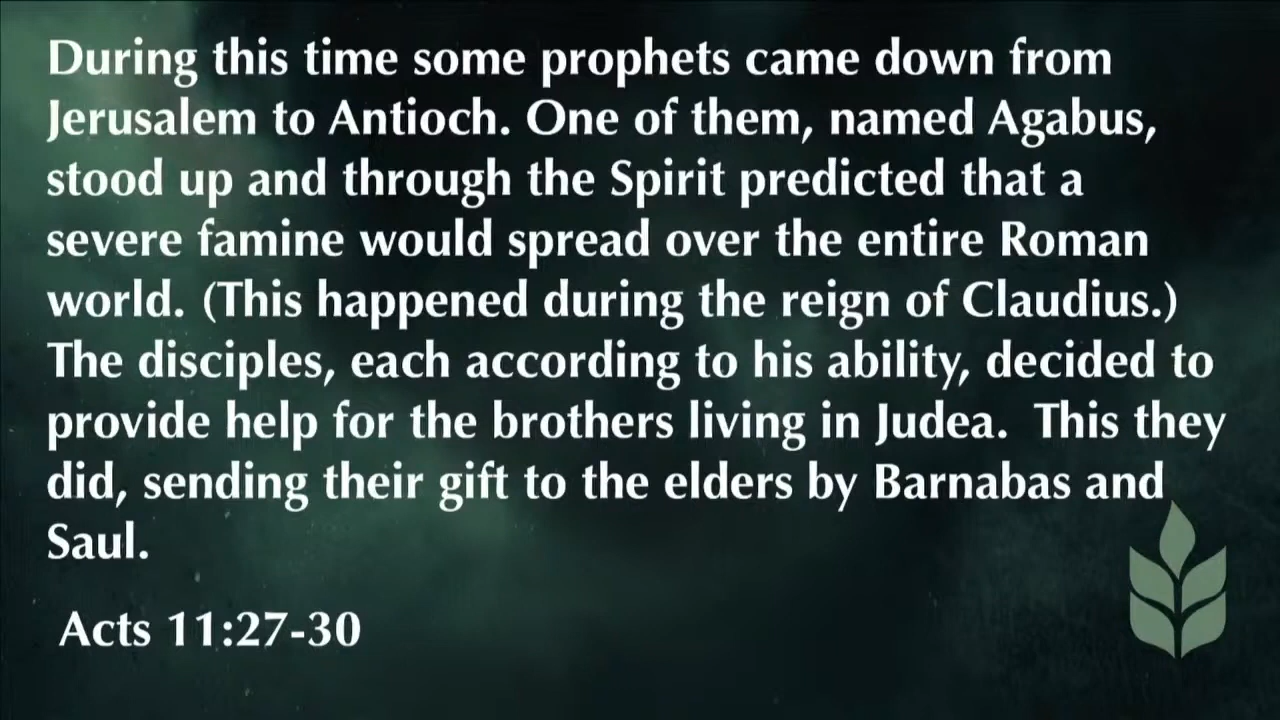 During this time some prophets came down from
Jerusalem to Antioch. One of them, named Agabus,
stood up and through the Spirit predicted that a
severe famine would spread over the entire Roman
world. (This happened during the reign of Claudius.)
The disciples, each according to his ability, decided to
provide help for the brothers living in Judea.  This they
did, sending their gift to the elders by Barnabas and
Saul.
Acts 11:27-30